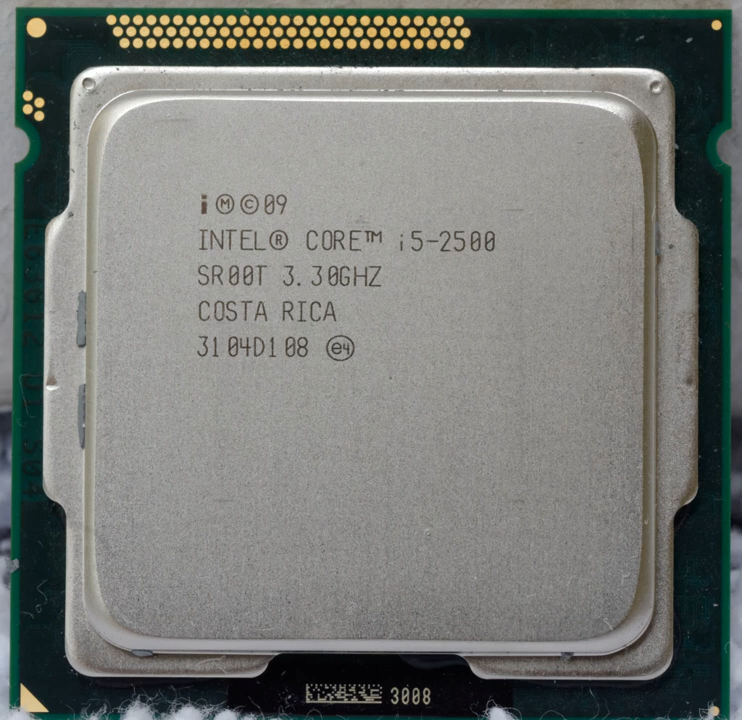 i Ⓜ © 09
INTEL® CORE™ i5-2500
SR00T 3.30GHZ
COSTA RICA
3104D108 e4
3008